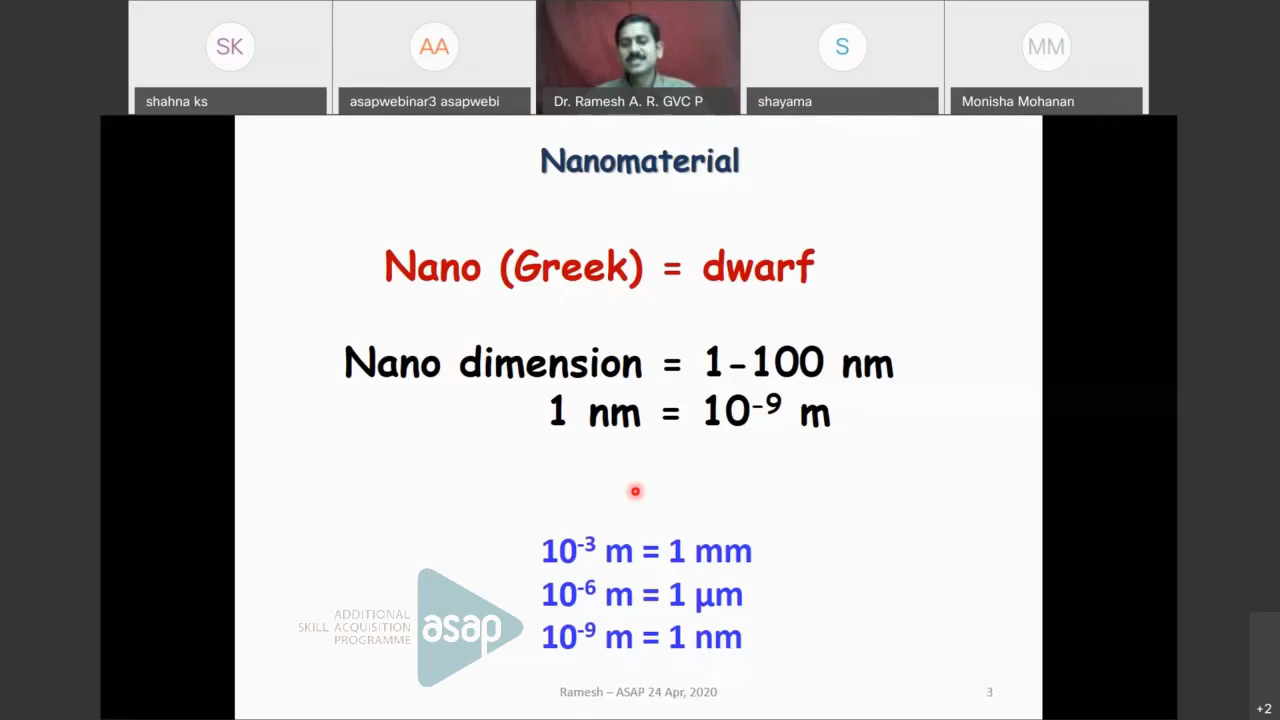 SK
AA
S
MM
shahna ks
asapwebinar3 asapwebi
Dr. Ramesh A. R. GVC P
shayama
Monisha Mohanan
Nanomaterial
Nano (Greek) = dwarf
Nano dimension = 1-100 nm
1 nm = 10⁻⁹ m
10⁻³ m = 1 mm
10⁻⁶ m = 1 μm
10⁻⁹ m = 1 nm
ADDITIONAL
SKILL ACQUISITION
PROGRAMME
asap
Ramesh – ASAP 24 Apr, 2020
3
+2